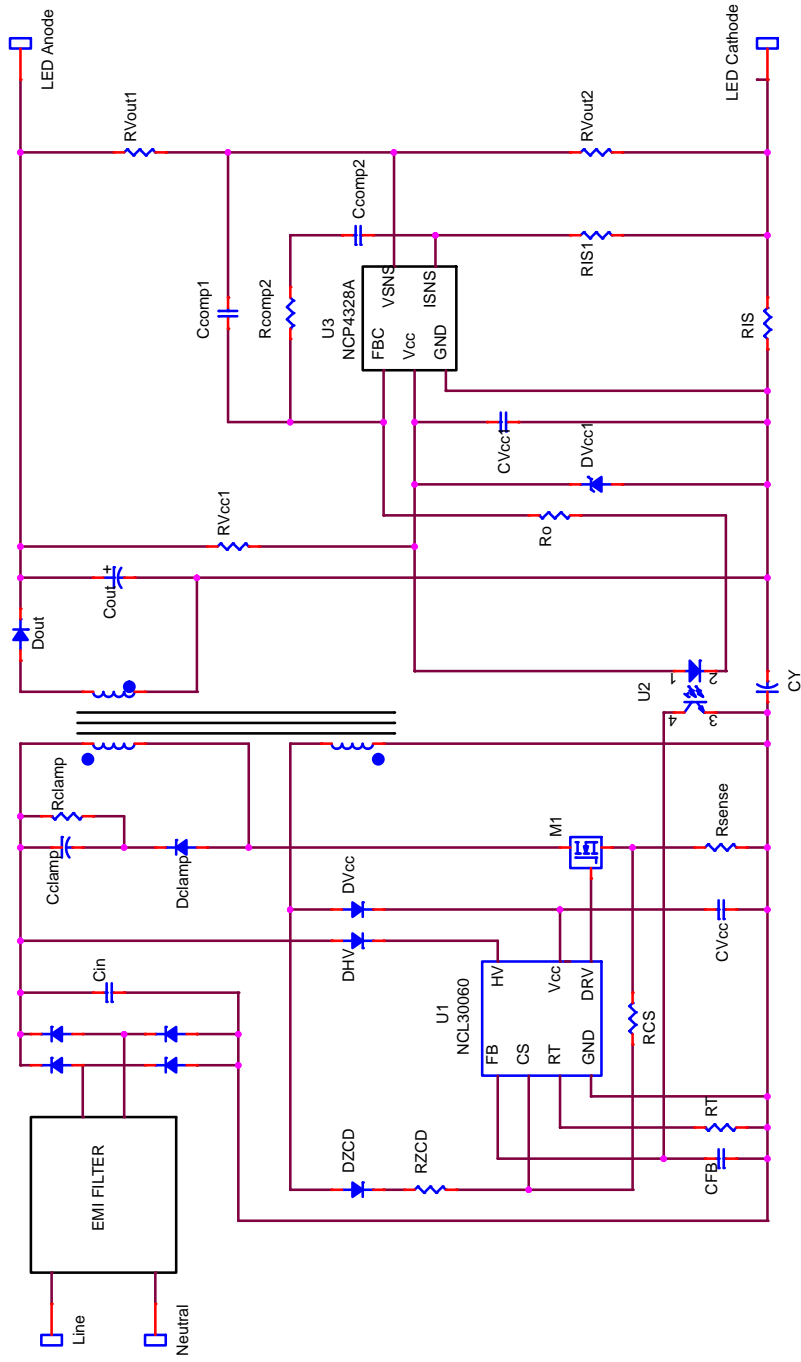 Line
Neutral
EMI FILTER
Cin
Cclamp
Rclamp
Dclamp
DHV
DVcc
DZCD
RZCD
U1
NCL30060
HV
Vcc
DRV
FB
CS
RT
GND
RCS
M1
Rsense
CVcc
RT
CFB
Dout
Cout
+
RVcc1
U2
1
2
4
3
CY
Ro
DVcc1
CVcc1
U3
NCP4328A
FBC
Vcc
GND
VSNS
ISNS
Ccomp1
Rcomp2
Ccomp2
RIS1
RIS
RVout1
RVout2
LED Anode
LED Cathode